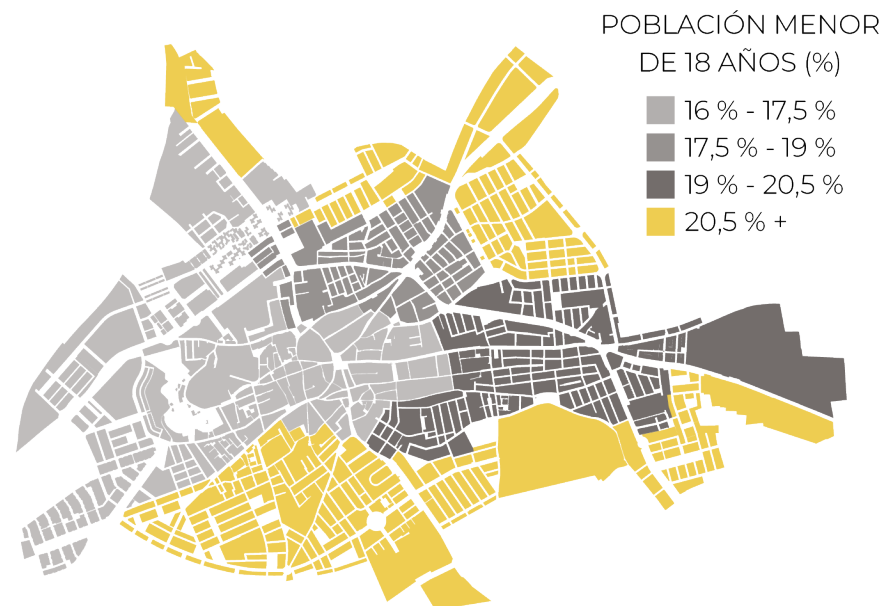 POBLACIÓN MENOR
DE 18 AÑOS (%)
16 % - 17,5 %
17,5 % - 19 %
19 % - 20,5 %
20,5 % +